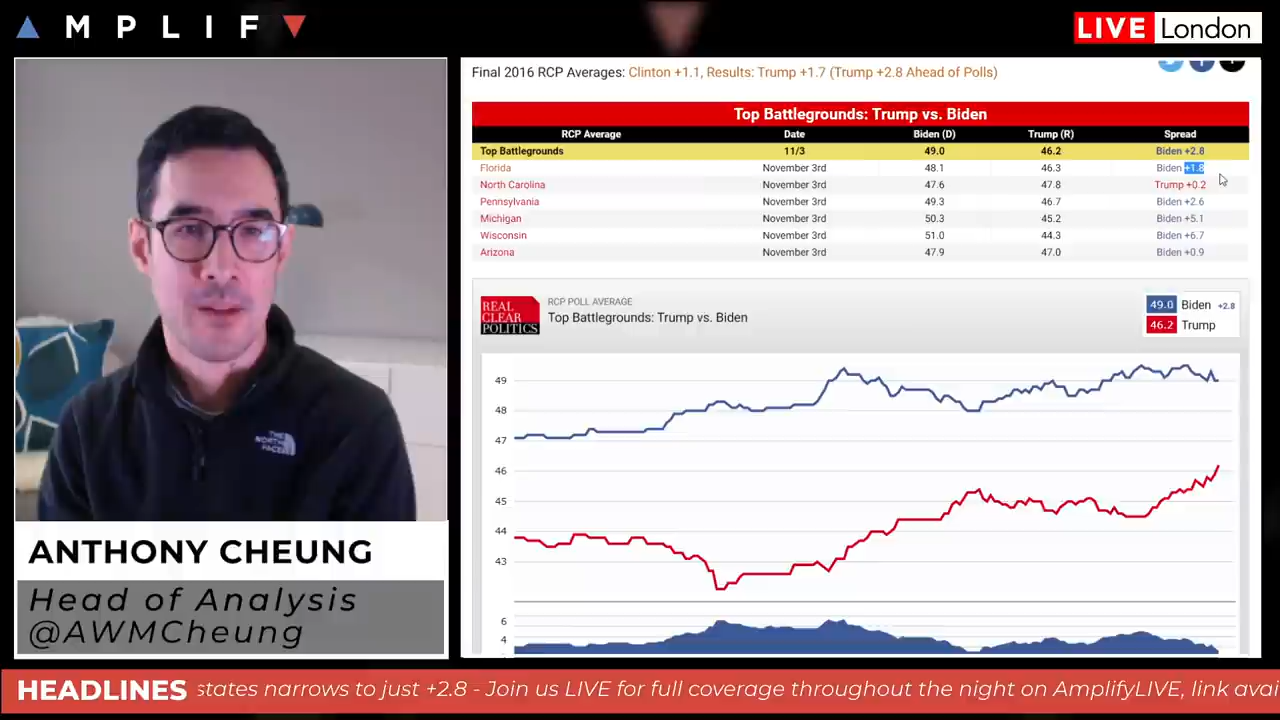 AMPLIFY
LIVE London
Final 2016 RCP Averages: Clinton +1.1, Results: Trump +1.7 (Trump +2.8 Ahead of Polls)
Top Battlegrounds: Trump vs. Biden
RCP Average Date Biden (D) Trump (R) Spread
Top Battlegrounds 11/3 49.0 46.2 Biden +2.8
Florida November 3rd 48.1 46.3 Biden +1.8
North Carolina November 3rd 47.6 47.8 Trump +0.2
Pennsylvania November 3rd 49.3 46.7 Biden +2.6
Michigan November 3rd 50.3 45.2 Biden +5.1
Wisconsin November 3rd 51.0 44.3 Biden +6.7
Arizona November 3rd 47.9 47.0 Biden +0.9
REAL
CLEAR
POLITICS
RCP POLL AVERAGE
Top Battlegrounds: Trump vs. Biden
49.0 Biden +2.8
46.2 Trump
49
48
47
46
45
44
43
6
4
THE
NORTH
FACE
ANTHONY CHEUNG
Head of Analysis
@AWMCheung
HEADLINES states narrows to just +2.8 - Join us LIVE for full coverage throughout the night on AmplifyLIVE, link avai